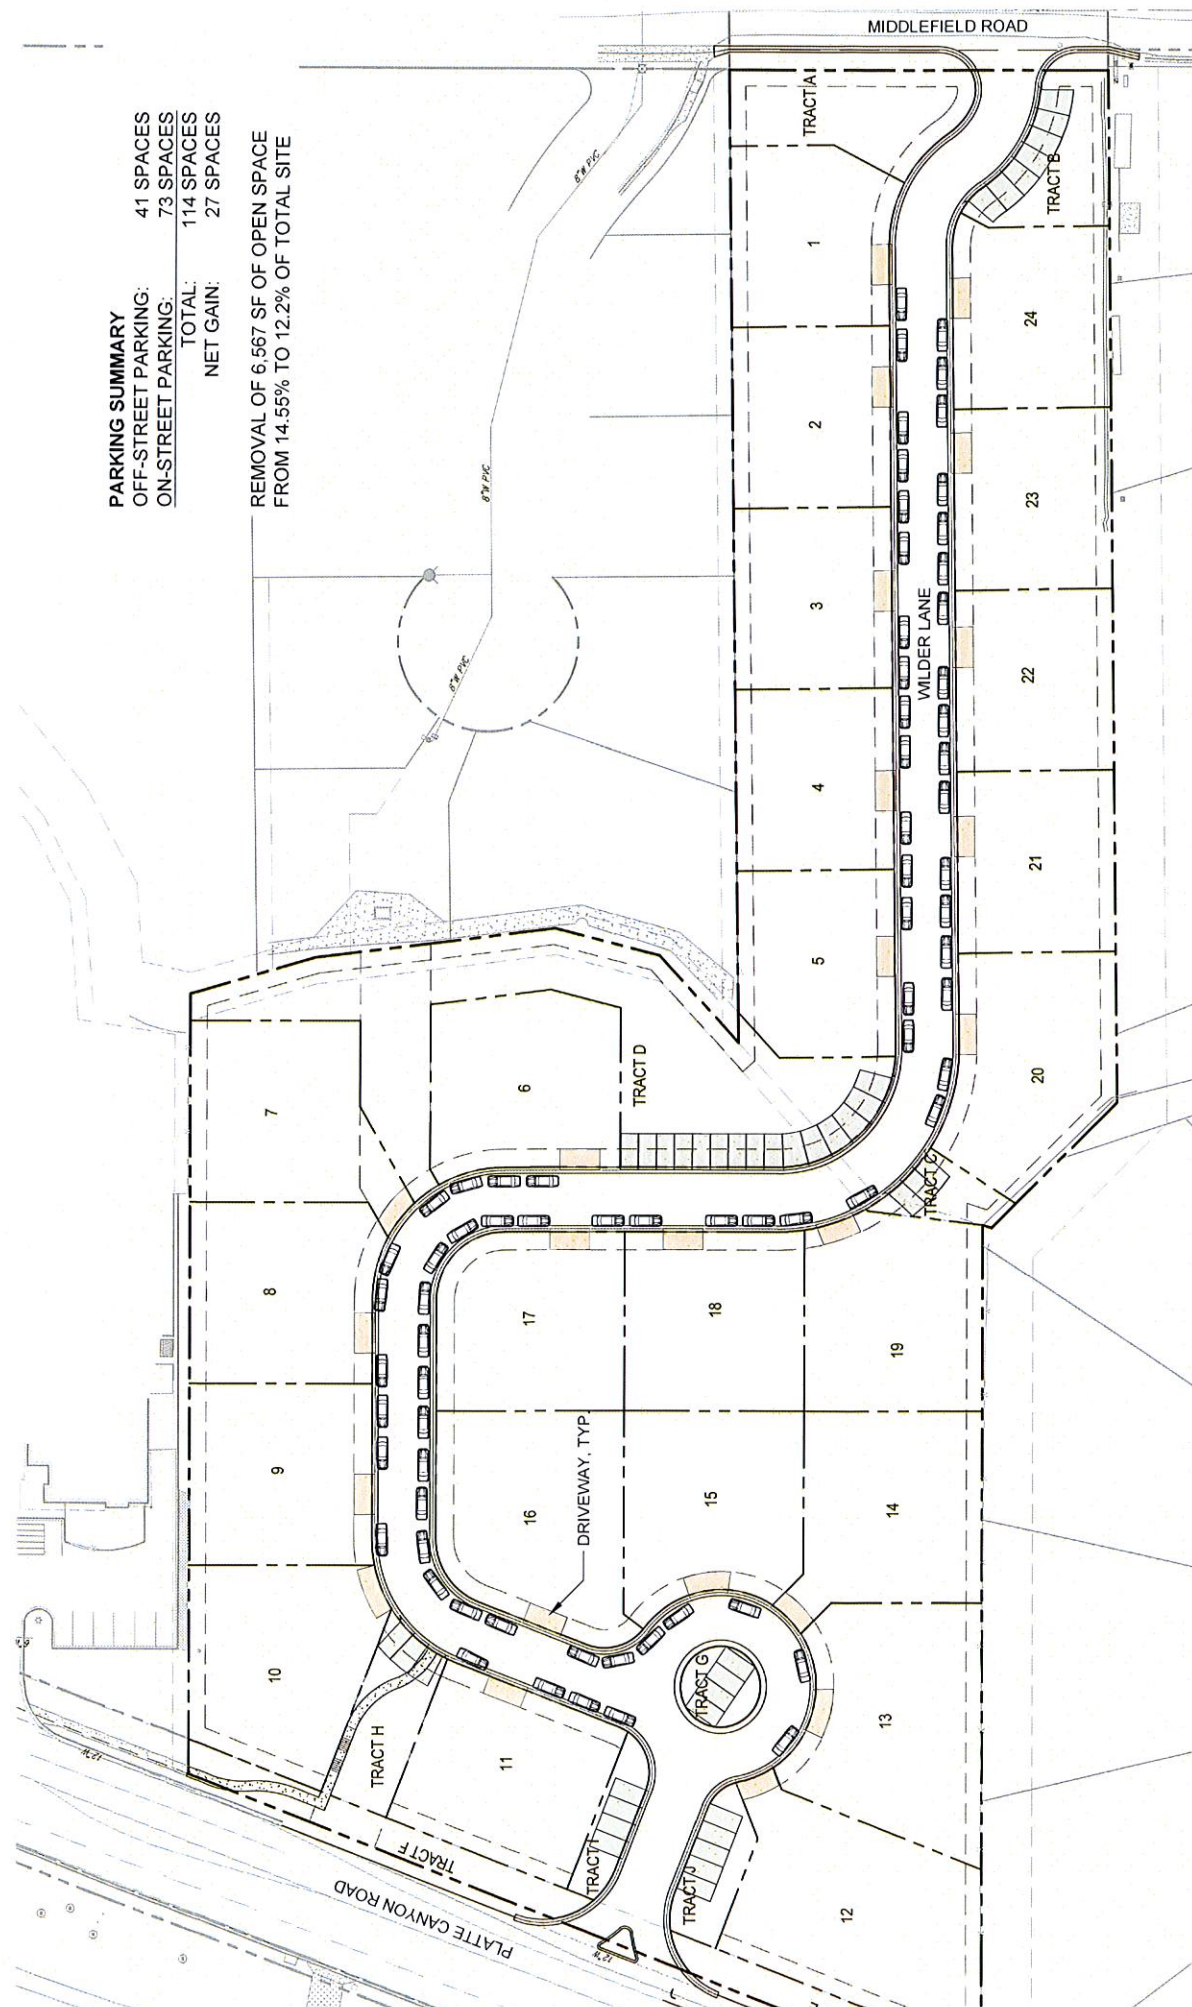 PARKING SUMMARY
OFF-STREET PARKING: 41 SPACES
ON-STREET PARKING: 73 SPACES
TOTAL: 114 SPACES
NET GAIN: 27 SPACES
REMOVAL OF 6,567 SF OF OPEN SPACE
FROM 14.55% TO 12.2% OF TOTAL SITE
MIDDLEFIELD ROAD
TRACT A
TRACT B
8"W PVC
8"W PVC
8"W PVC
1
2
3
4
5
24
23
22
21
20
WILDER LANE
TRACT C
TRACT D
6
7
8
9
10
17
18
19
16
15
14
DRIVEWAY, TYP.
TRACT G
13
11
12
TRACT H
TRACT F
TRACT I
TRACT J
PLATTE CANYON ROAD
12"W
12"W